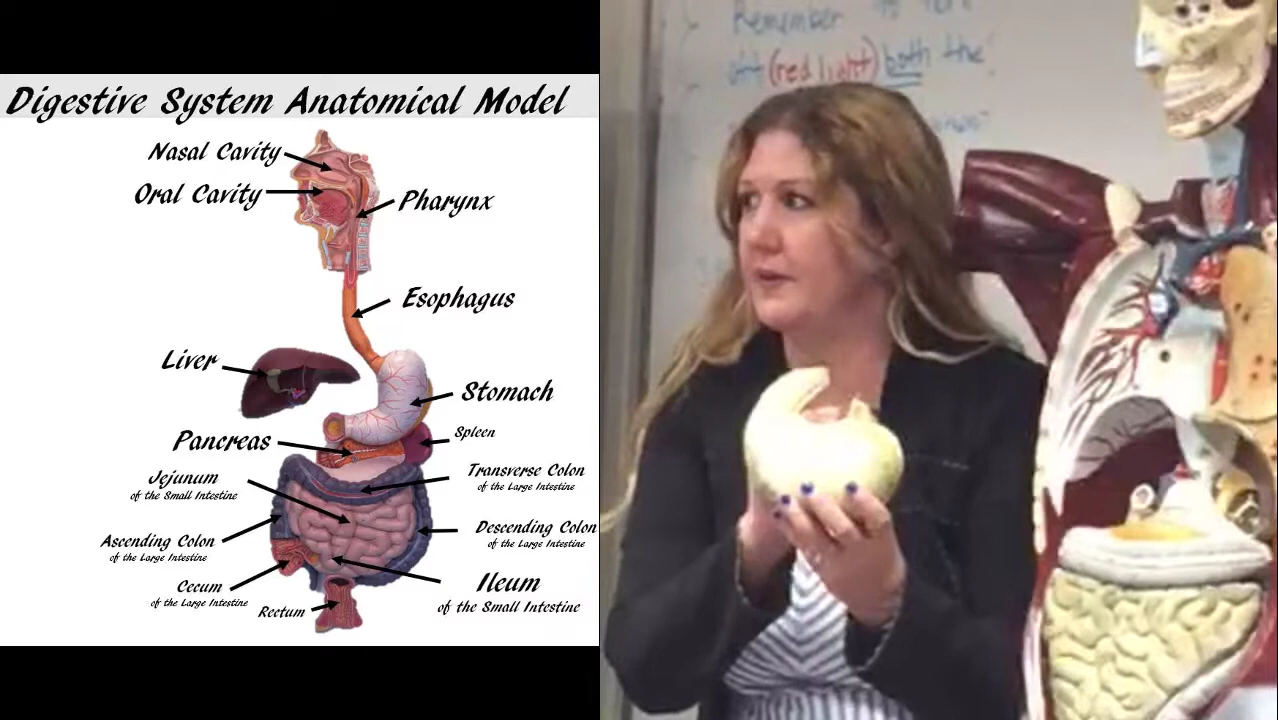 Digestive System Anatomical Model
Nasal Cavity
Oral Cavity
Pharynx
Esophagus
Liver
Stomach
Pancreas
Spleen
Jejunum
of the Small Intestine
Transverse Colon
of the Large Intestine
Ascending Colon
of the Large Intestine
Descending Colon
of the Large Intestine
Cecum
of the Large Intestine
Ileum
of the Small Intestine
Rectum
Remember to
off (red light) both the